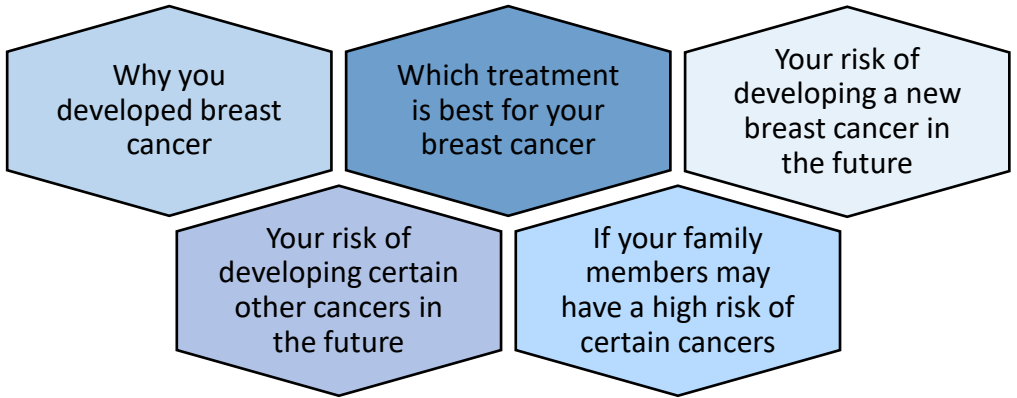 Why you
developed breast
cancer
Which treatment
is best for your
breast cancer
Your risk of
developing a new
breast cancer in
the future
Your risk of
developing certain
other cancers in
the future
If your family
members may
have a high risk of
certain cancers